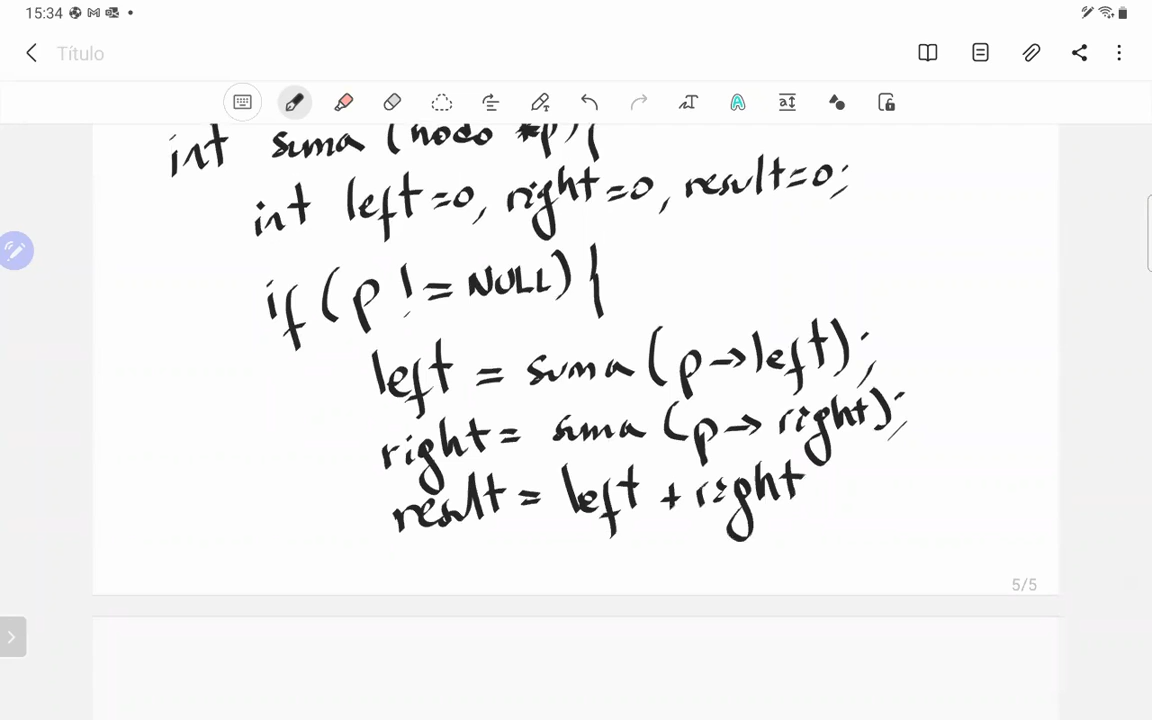 15:34
Título
int suma (nodo *p){
int left=0, right=0, result=0;
if (p != NULL) {
left = suma (p→left);
right = suma (p→ right);
result = left + right
5/5